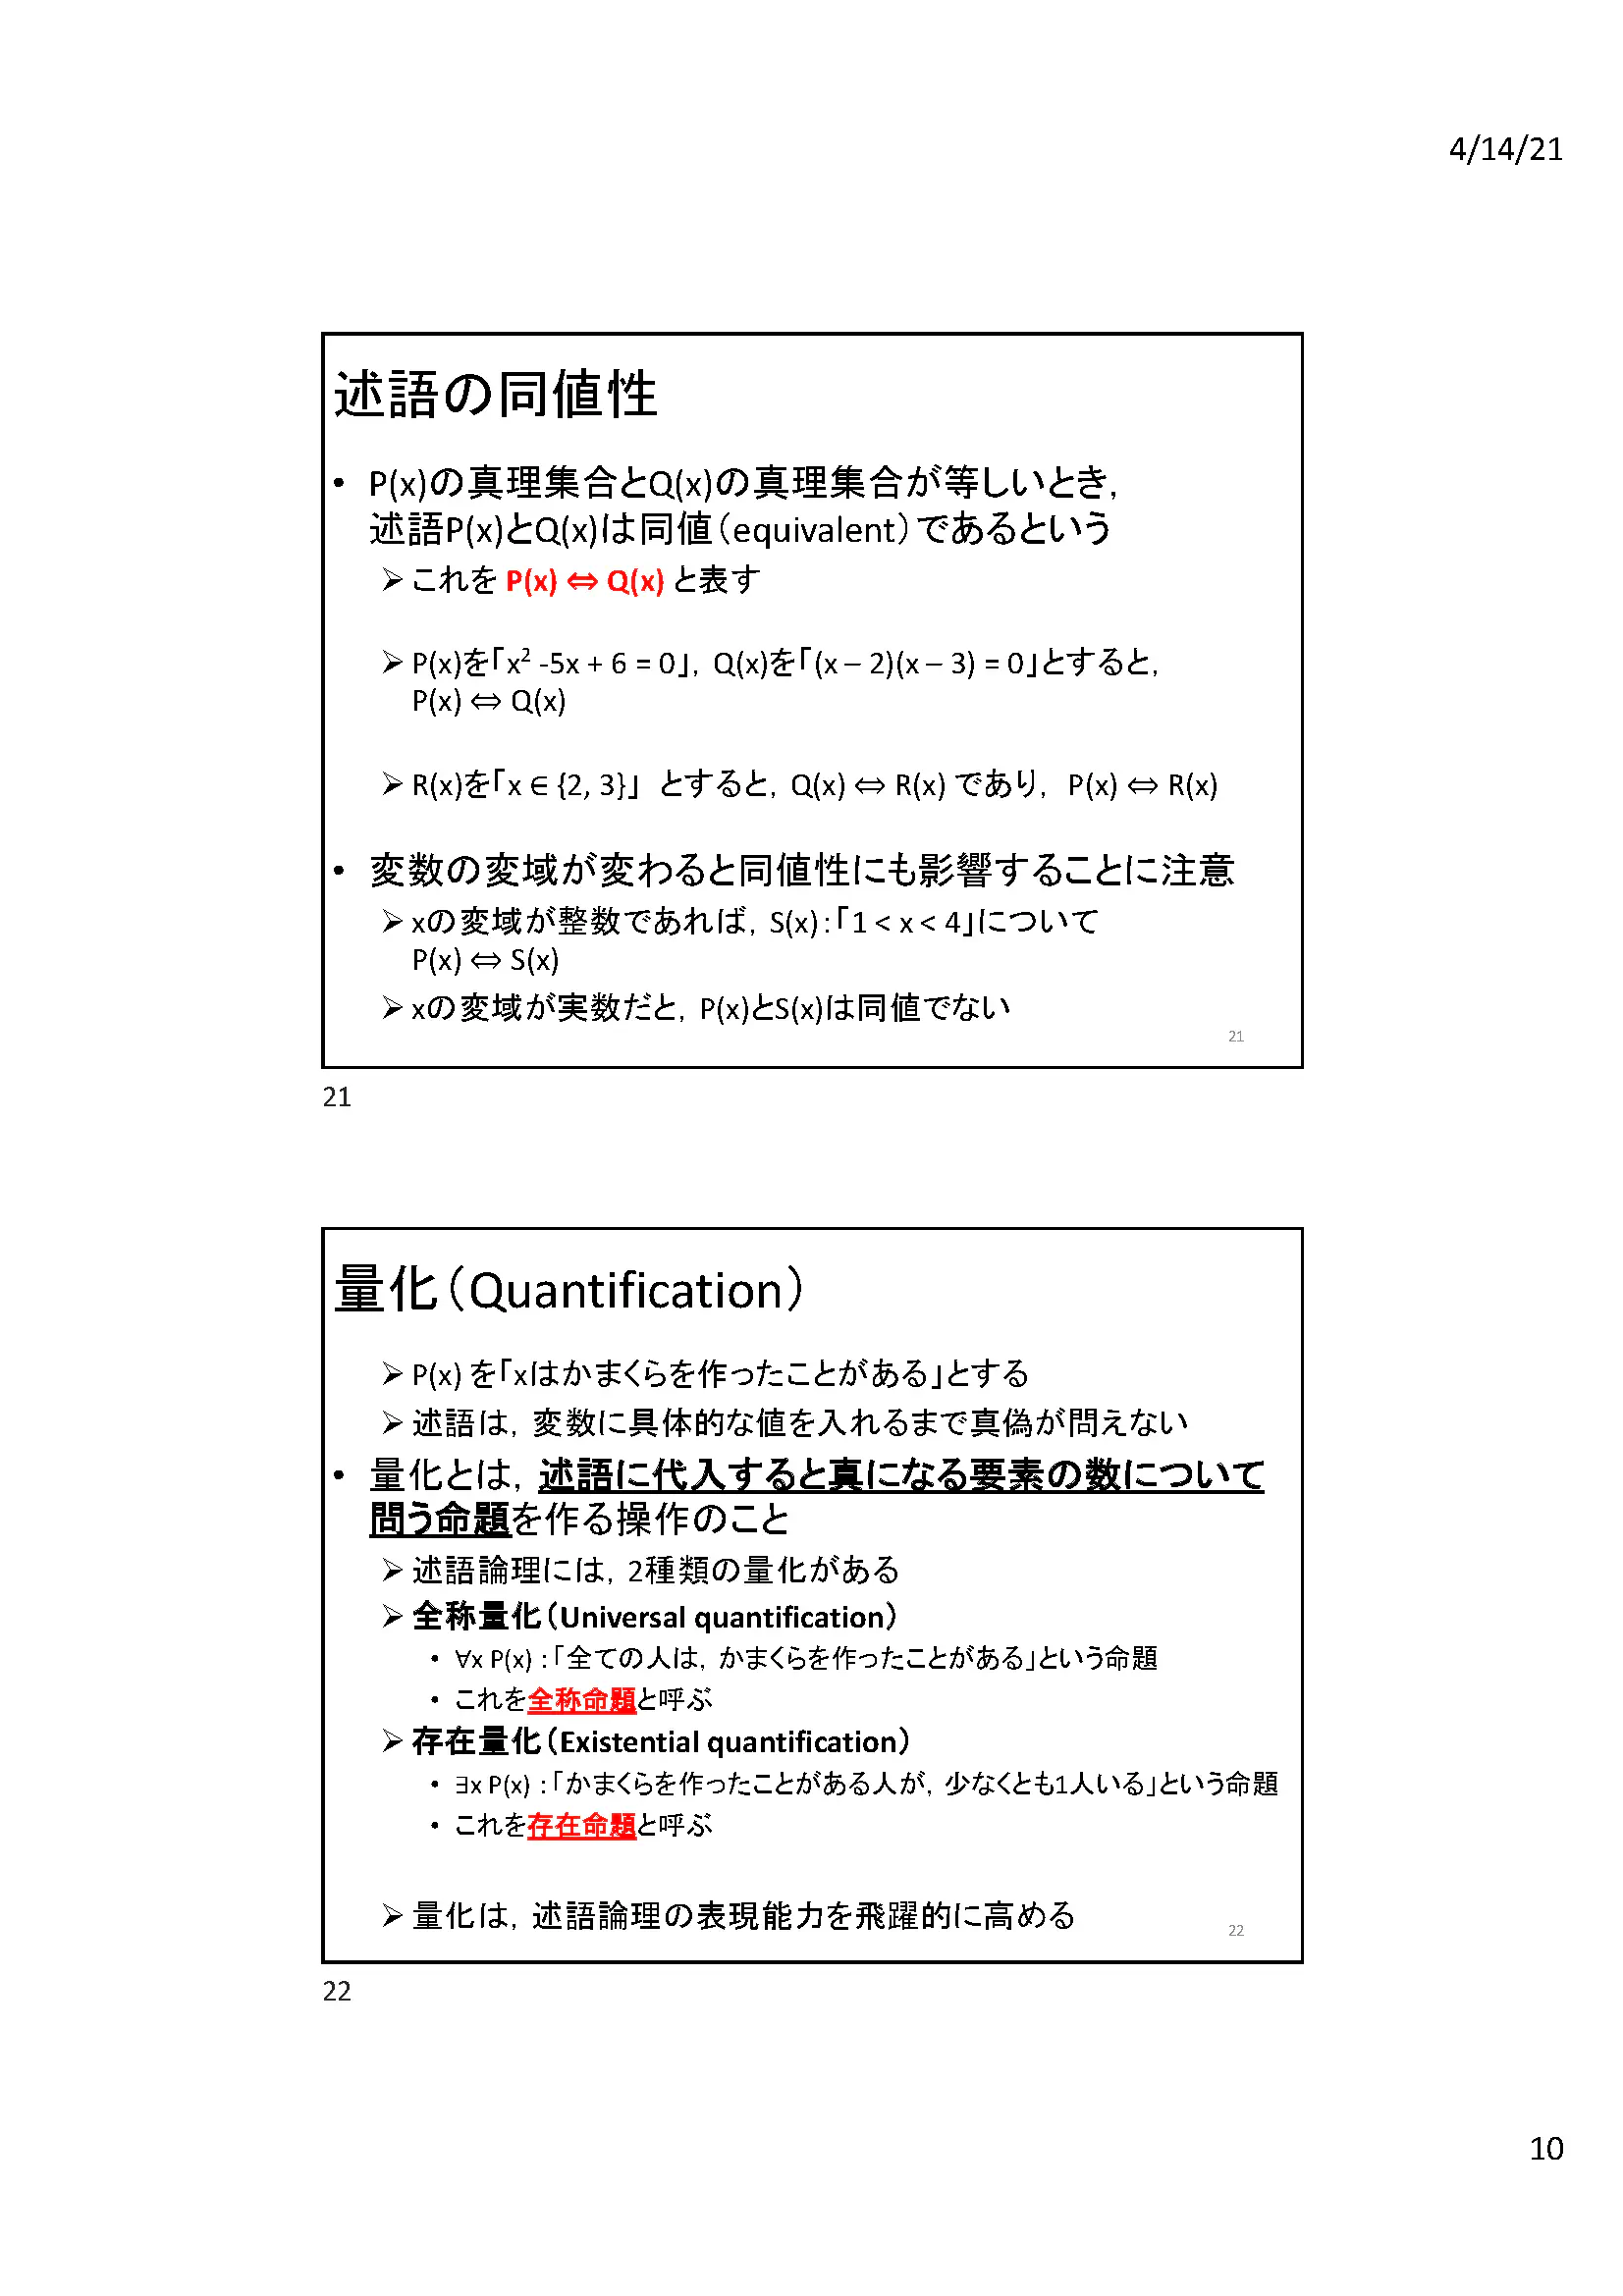 4/14/21
述語の同値性
• P(x)の真理集合とQ(x)の真理集合が等しいとき,
述語P(x)とQ(x)は同値（equivalent）であるという
➢ これを P(x) ⇔ Q(x) と表す
➢ P(x)を「x² -5x + 6 = 0」, Q(x)を「(x – 2)(x – 3) = 0」とすると,
P(x) ⇔ Q(x)
➢ R(x)を「x ∈ {2, 3}」 とすると, Q(x) ⇔ R(x) であり, P(x) ⇔ R(x)
• 変数の変域が変わると同値性にも影響することに注意
➢ xの変域が整数であれば, S(x)：「1 < x < 4」について
P(x) ⇔ S(x)
➢ xの変域が実数だと, P(x)とS(x)は同値でない
21
21
量化（Quantification）
➢ P(x) を「xはかまくらを作ったことがある」とする
➢ 述語は, 変数に具体的な値を入れるまで真偽が問えない
• 量化とは, 述語に代入すると真になる要素の数について
問う命題を作る操作のこと
➢ 述語論理には, 2種類の量化がある
➢ 全称量化（Universal quantification）
• ∀x P(x) :「全ての人は, かまくらを作ったことがある」という命題
• これを全称命題と呼ぶ
➢ 存在量化（Existential quantification）
• ∃x P(x) :「かまくらを作ったことがある人が, 少なくとも1人いる」という命題
• これを存在命題と呼ぶ
➢ 量化は, 述語論理の表現能力を飛躍的に高める
22
22
10